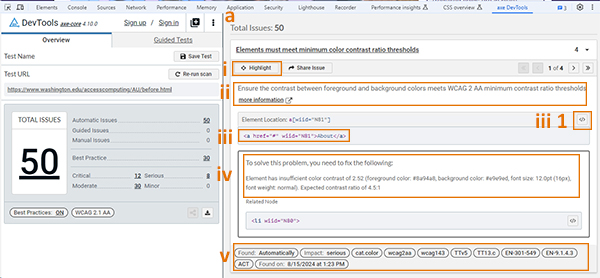 Elements Console Sources Network Performance Memory Application Security Lighthouse Recorder Performance insights CSS overview axe DevTools
DevTools axe-core 4.10.0
Sign up / Sign in
Overview Guided Tests
Test Name
Save Test
Test URL
Re-run scan
https://www.washington.edu/accesscomputing/AU/before.html
TOTAL ISSUES
50
Automatic Issues 50
Guided Issues 0
Manual Issues 0
Best Practice 30
Critical 12 Serious 8
Moderate 30 Minor 0
Best Practices: ON
WCAG 2.1 AA
a
Total Issues: 50
Elements must meet minimum color contrast ratio thresholds 4
i
Highlight
Share Issue
1 of 4
ii
Ensure the contrast between foreground and background colors meets WCAG 2 AA minimum contrast ratio thresholds
more information
Element Location: a[wiid="N81"]
iii 1
</>
iii
<a href="#" wiid="N81">About</a>
iv
To solve this problem, you need to fix the following:
Element has insufficient color contrast of 2.52 (foreground color: #8a94a8, background color: #e9e9ed, font size: 12.0pt (16px),
font weight: normal). Expected contrast ratio of 4.5:1
Related Node
<li wiid="N80">
</>
v
Found: Automatically Impact: serious cat.color wcag2aa wcag143 TTv5 TT13.c EN-301-549 EN-9.1.4.3
ACT Found on: 8/15/2024 at 1:23 PM